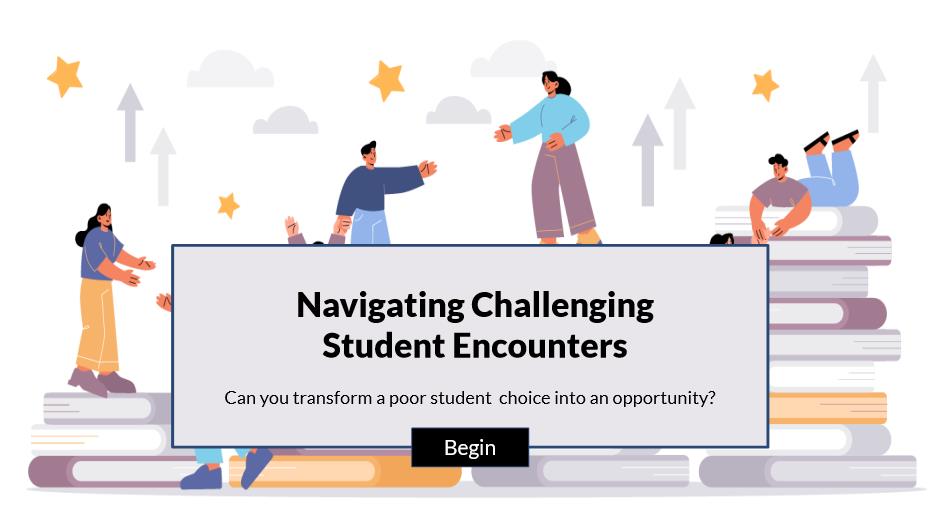 Navigating Challenging
Student Encounters
Can you transform a poor student  choice into an opportunity?
Begin